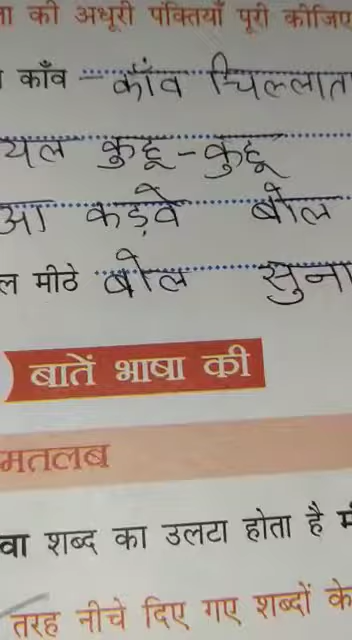 की अधूरी पंक्तियाँ पूरी कीजिए
काँव - काँव चिल्लाता
यल कुहू - कुहू
आ कड़वे बोल
ल मीठे बोल सुना
बातें भाषा की
मतलब
वा शब्द का उलटा होता है
तरह नीचे दिए गए शब्दों के